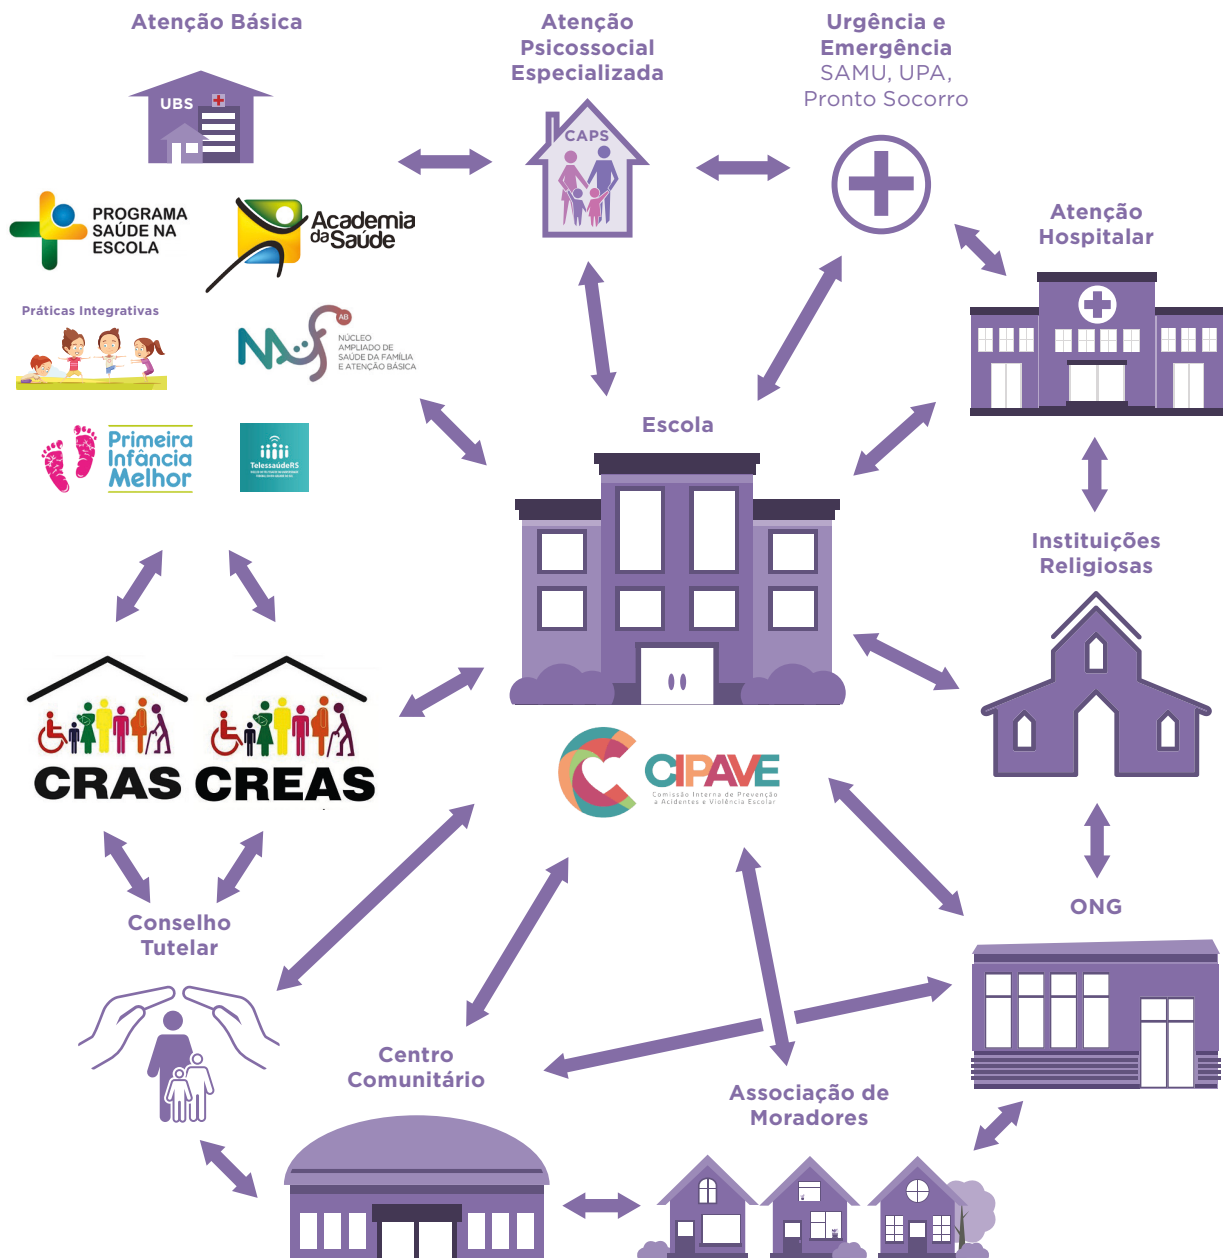 Atenção Básica
Atenção
Psicossocial
Especializada
Urgência e
Emergência
SAMU, UPA,
Pronto Socorro
UBS
CAPS
PROGRAMA
SAÚDE NA
ESCOLA
Academia
da Saúde
Atenção
Hospitalar
Práticas Integrativas
AB
NÚCLEO
AMPLIADO DE
SAÚDE DA FAMÍLIA
E ATENÇÃO BÁSICA
Escola
Primeira
Infância
Melhor
TelessaúdeRS
Instituições
Religiosas
CRAS
CREAS
CIPAVE
Comissão Interna de Prevenção
a Acidentes e Violência Escolar
ONG
Conselho
Tutelar
Centro
Comunitário
Associação de
Moradores